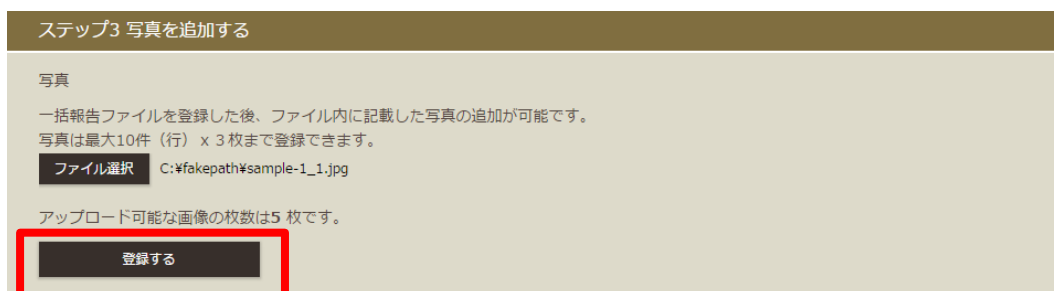 ステップ3 写真を追加する
写真
一括報告ファイルを登録した後、ファイル内に記載した写真の追加が可能です。
写真は最大10件（行）ｘ３枚まで登録できます。
ファイル選択 C:¥fakepath¥sample-1_1.jpg
アップロード可能な画像の枚数は5 枚です。
登録する